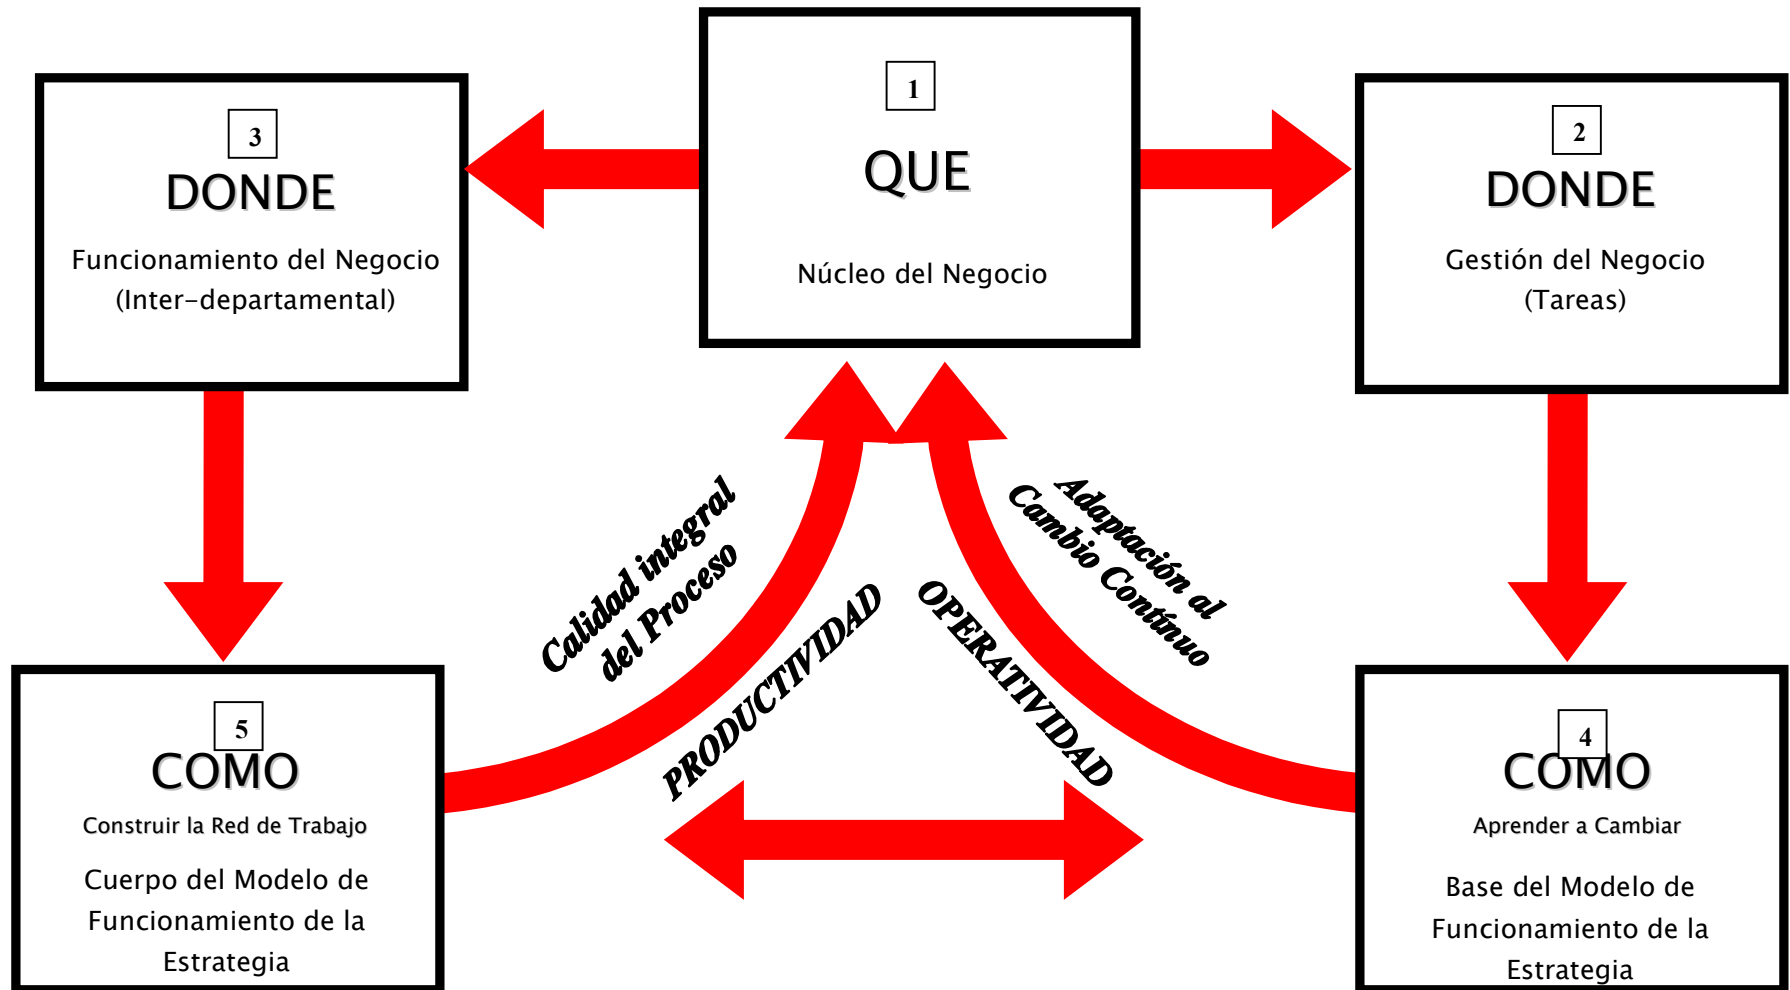 1
QUE
Núcleo del Negocio
2
DONDE
Gestión del Negocio
(Tareas)
3
DONDE
Funcionamiento del Negocio
(Inter-departamental)
4
COMO
Aprender a Cambiar
Base del Modelo de
Funcionamiento de la
Estrategia
5
COMO
Construir la Red de Trabajo
Cuerpo del Modelo de
Funcionamiento de la
Estrategia
Calidad integral
del Proceso
PRODUCTIVIDAD
Adaptación al
Cambio Contínuo
OPERATIVIDAD